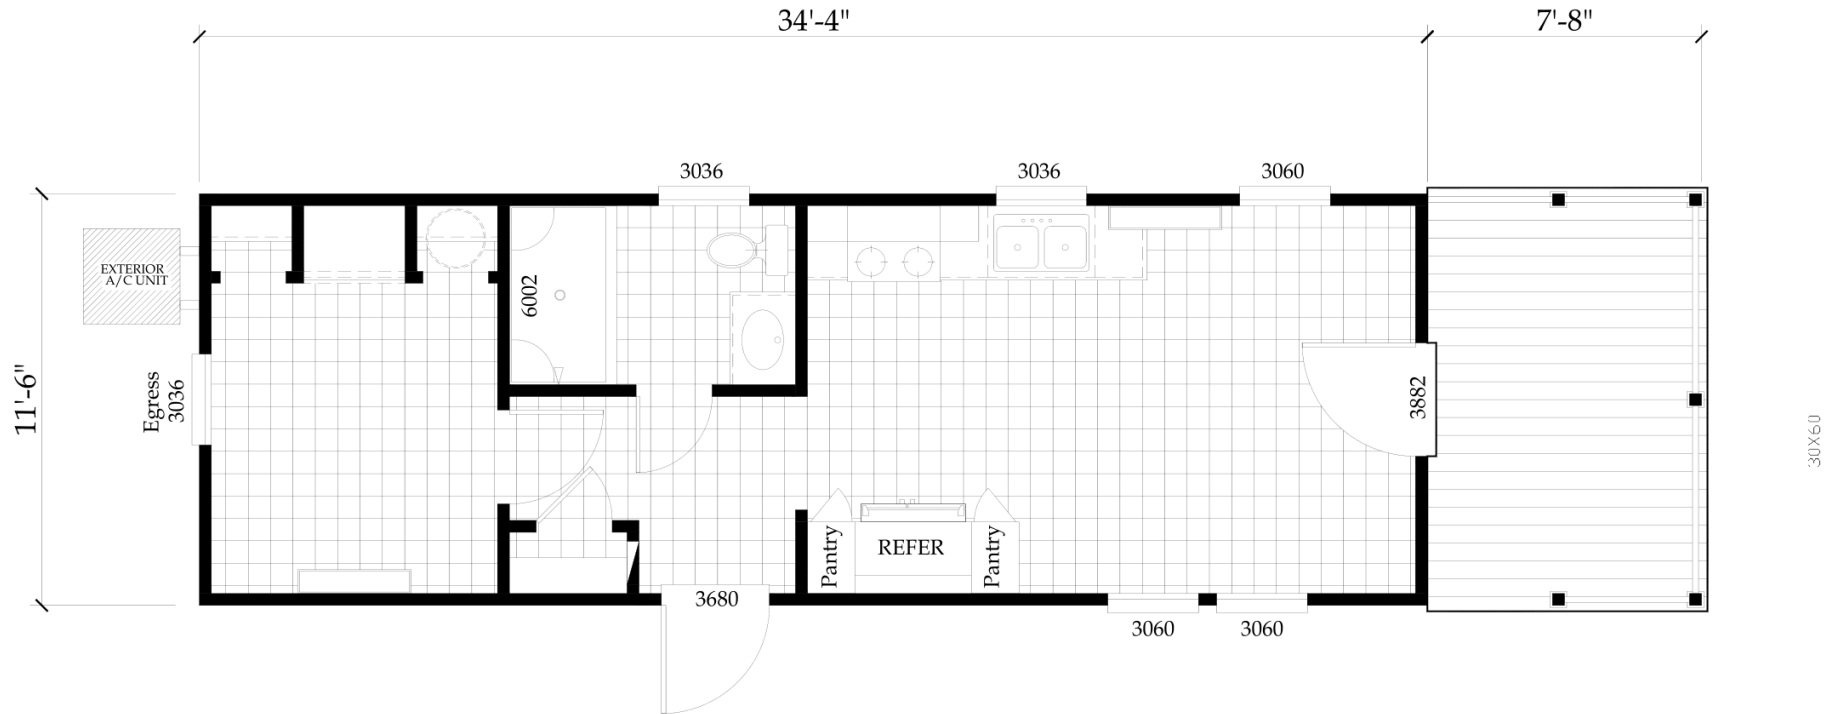 34'-4"
7'-8"
3036
3036
3060
EXTERIOR
A/C UNIT
6002
11'-6"
Egress
3036
3882
30X60
Pantry
REFER
Pantry
3680
3060
3060